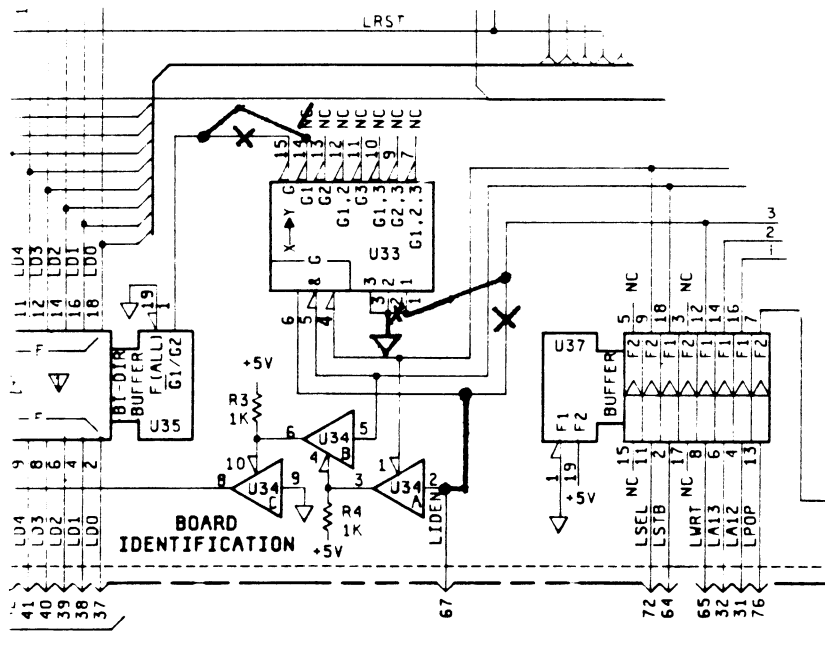 1
LRST
NC
NC
NC
NC
NC
NC
NC
15
14
13
12
11
10
9
7
G
G1
G2
G1,2
G3
G1,3
G2,3
G1,2,3
X→Y
G
U33
&
3
2
1
6
5
4
3
2
1
3
2
1
LD4
LD3
LD2
LD1
LD0
11
12
14
16
18
19
1
F
F
BI-DIR
BUFFER
F(ALL)
G1/G2
U35
1
9
8
6
4
2
LD4
LD3
LD2
LD1
LD0
41
40
39
38
37
+5V
R3
1K
6
U34
B
5
4
10
8
U34
C
9
3
U34
A
1
2
R4
1K
+5V
LIDEN
67
BOARD
IDENTIFICATION
NC
NC
5
9
18
3
12
14
16
7
U37
BUFFER
F1
F2
F2
F2
F1
F2
F1
F1
F1
F2
1
19
+5V
15
11
2
17
8
6
4
13
NC
LSEL
LSTB
NC
LWRT
LA13
LA12
LPOP
72
64
65
32
31
76